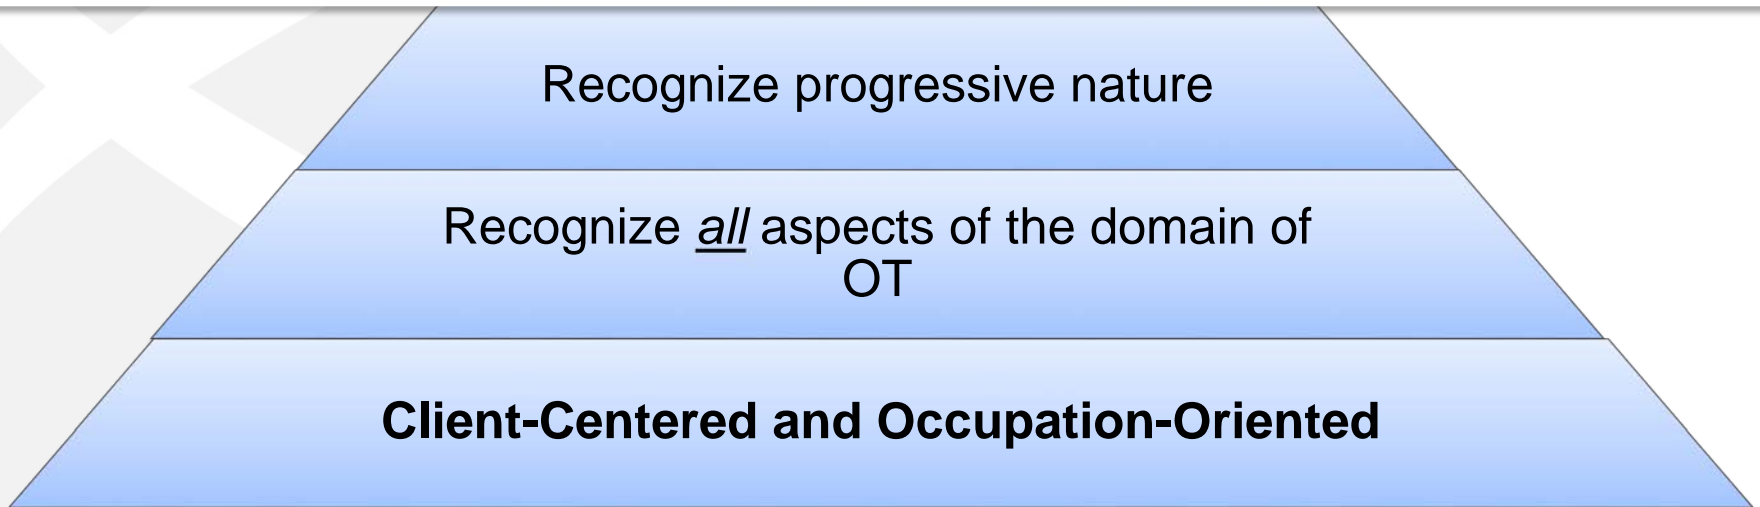 Recognize progressive nature
Recognize all aspects of the domain of
OT
Client-Centered and Occupation-Oriented